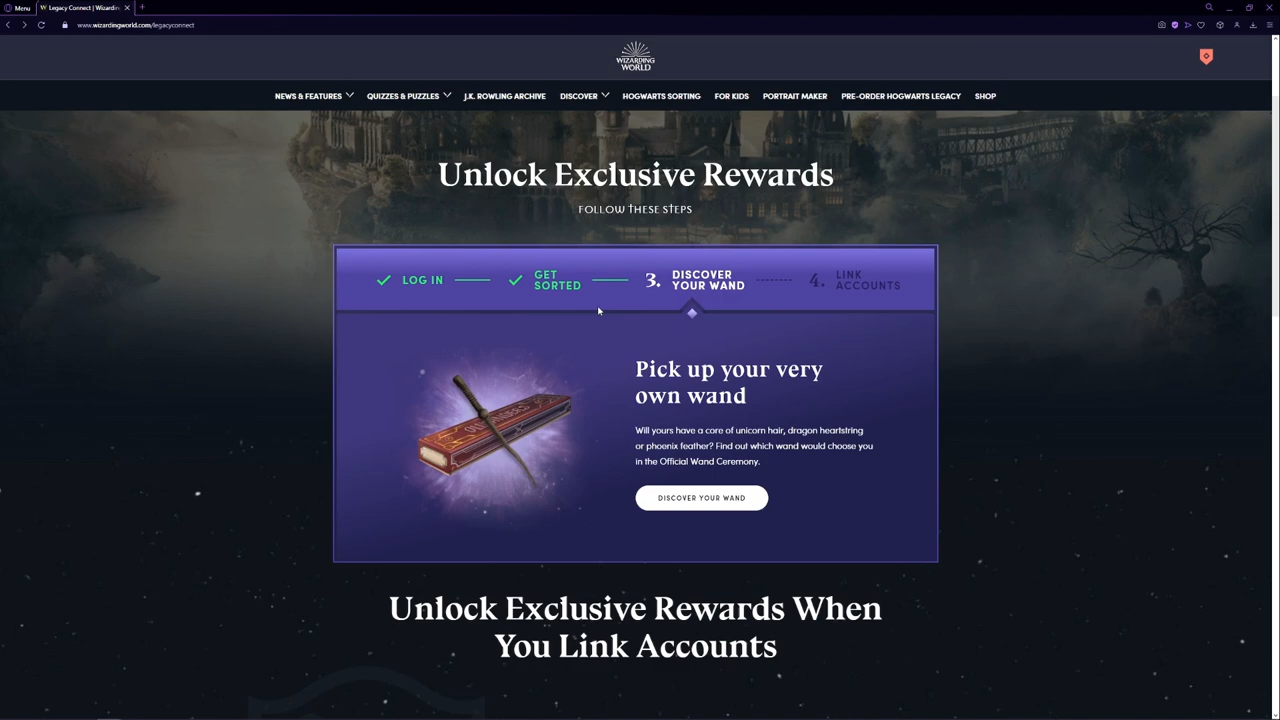 Menu
Legacy Connect | Wizardin
www.wizardingworld.com/legacyconnect
WIZARDING
WORLD
NEWS & FEATURES
QUIZZES & PUZZLES
J.K. ROWLING ARCHIVE
DISCOVER
HOGWARTS SORTING
FOR KIDS
PORTRAIT MAKER
PRE-ORDER HOGWARTS LEGACY
SHOP
Unlock Exclusive Rewards
FOLLOW THESE STEPS
LOG IN
GET
SORTED
3. DISCOVER
YOUR WAND
4. LINK
ACCOUNTS
OLLIVANDERS
Pick up your very
own wand
Will yours have a core of unicorn hair, dragon heartstring
or phoenix feather? Find out which wand would choose you
in the Official Wand Ceremony.
DISCOVER YOUR WAND
Unlock Exclusive Rewards When
You Link Accounts